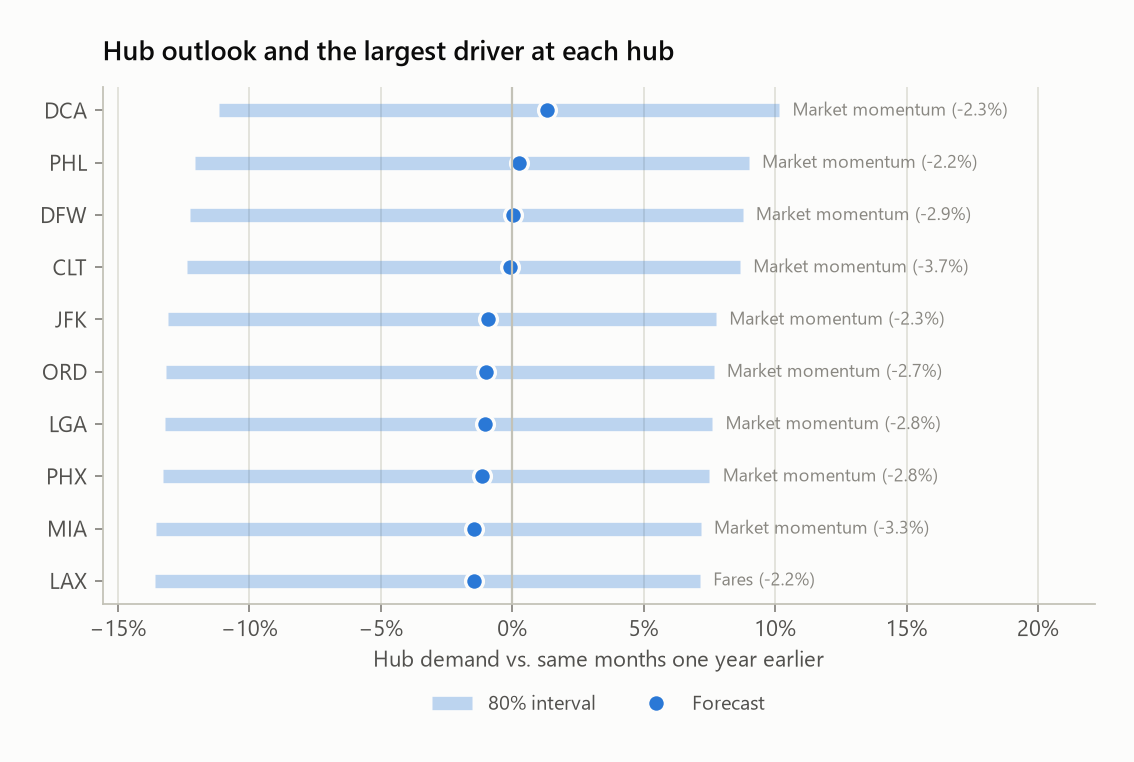 Hub outlook and the largest driver at each hub
DCA
Market momentum (-2.3%)
PHL
Market momentum (-2.2%)
DFW
Market momentum (-2.9%)
CLT
Market momentum (-3.7%)
JFK
Market momentum (-2.3%)
ORD
Market momentum (-2.7%)
LGA
Market momentum (-2.8%)
PHX
Market momentum (-2.8%)
MIA
Market momentum (-3.3%)
LAX
Fares (-2.2%)
−15% −10% −5% 0% 5% 10% 15% 20%
Hub demand vs. same months one year earlier
80% interval Forecast